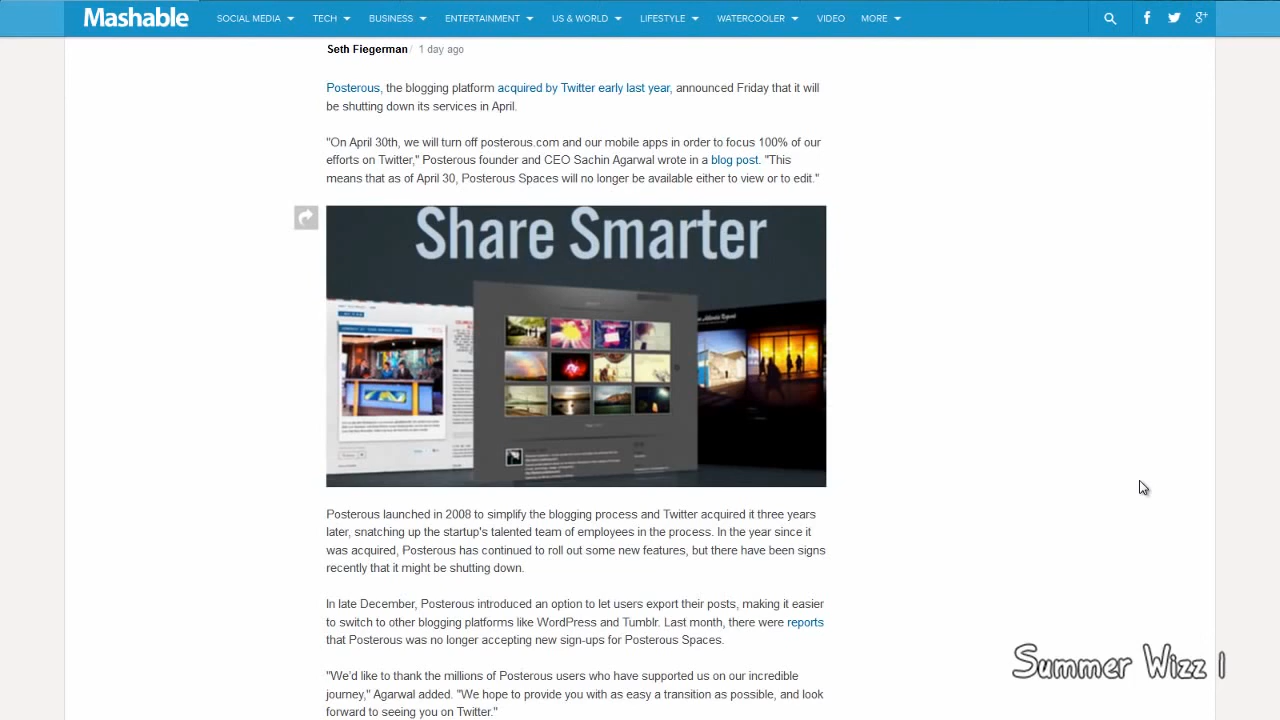 Mashable
SOCIAL MEDIA TECH BUSINESS ENTERTAINMENT US & WORLD LIFESTYLE WATERCOOLER VIDEO MORE
Seth Fiegerman / 1 day ago
Posterous, the blogging platform acquired by Twitter early last year, announced Friday that it will
be shutting down its services in April.
"On April 30th, we will turn off posterous.com and our mobile apps in order to focus 100% of our
efforts on Twitter," Posterous founder and CEO Sachin Agarwal wrote in a blog post. "This
means that as of April 30, Posterous Spaces will no longer be available either to view or to edit."
Share Smarter
Posterous launched in 2008 to simplify the blogging process and Twitter acquired it three years
later, snatching up the startup's talented team of employees in the process. In the year since it
was acquired, Posterous has continued to roll out some new features, but there have been signs
recently that it might be shutting down.
In late December, Posterous introduced an option to let users export their posts, making it easier
to switch to other blogging platforms like WordPress and Tumblr. Last month, there were reports
that Posterous was no longer accepting new sign-ups for Posterous Spaces.
"We'd like to thank the millions of Posterous users who have supported us on our incredible
journey," Agarwal added. "We hope to provide you with as easy a transition as possible, and look
forward to seeing you on Twitter."
Summer Wizz 1